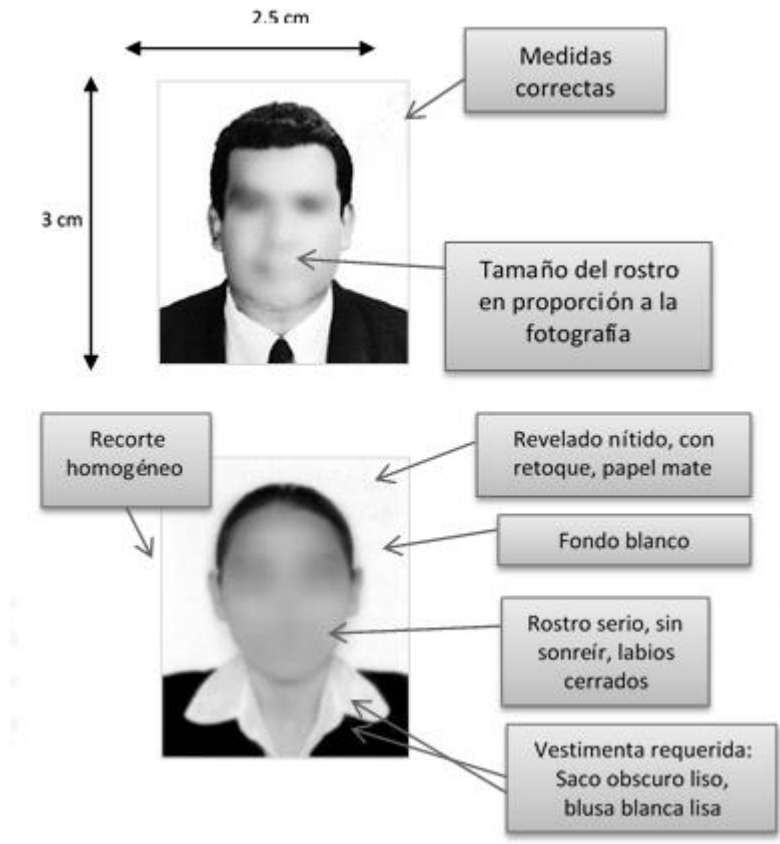 2.5 cm
Medidas
correctas
3 cm
Tamaño del rostro
en proporción a la
fotografía
Recorte
homogéneo
Revelado nítido, con
retoque, papel mate
Fondo blanco
Rostro serio, sin
sonreír, labios
cerrados
Vestimenta requerida:
Saco obscuro liso,
blusa blanca lisa